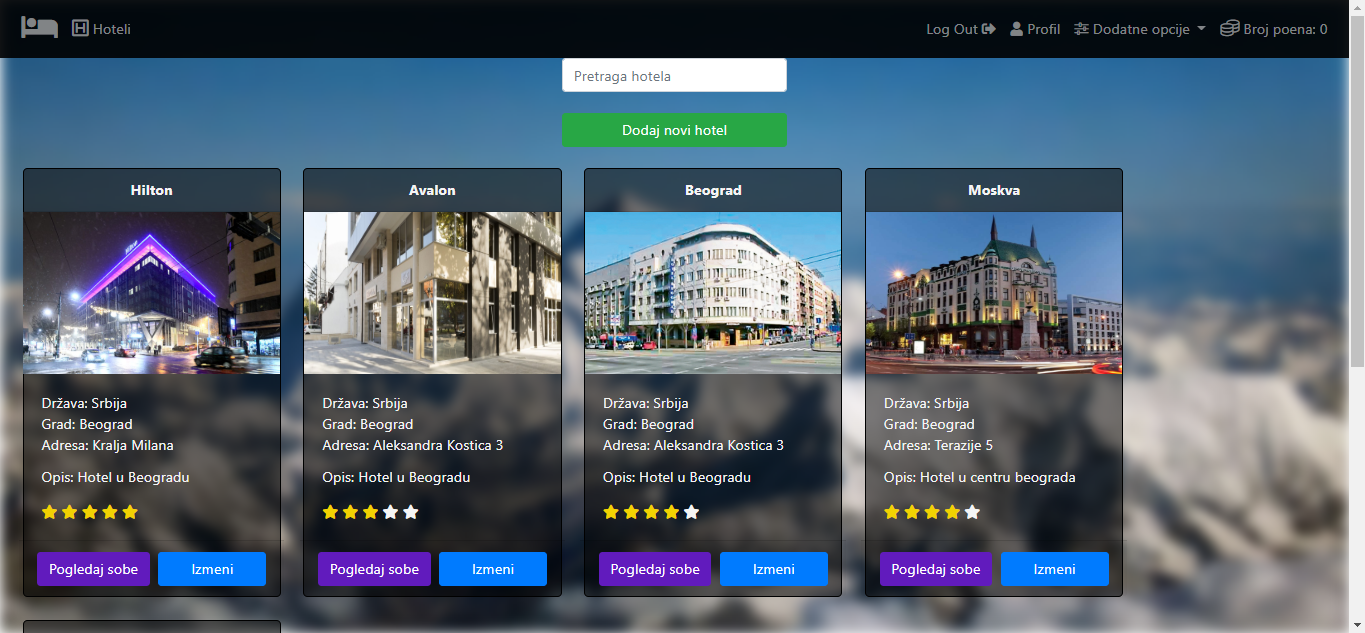 Hoteli
Log Out
Profil
Dodatne opcije
Broj poena: 0
Pretraga hotela
Dodaj novi hotel
Hilton
Država: Srbija
Grad: Beograd
Adresa: Kralja Milana
Opis: Hotel u Beogradu
Pogledaj sobe
Izmeni
Avalon
Država: Srbija
Grad: Beograd
Adresa: Aleksandra Kostica 3
Opis: Hotel u Beogradu
Pogledaj sobe
Izmeni
Beograd
Država: Srbija
Grad: Beograd
Adresa: Aleksandra Kostica 3
Opis: Hotel u Beogradu
Pogledaj sobe
Izmeni
Moskva
Država: Srbija
Grad: Beograd
Adresa: Terazije 5
Opis: Hotel u centru beograda
Pogledaj sobe
Izmeni